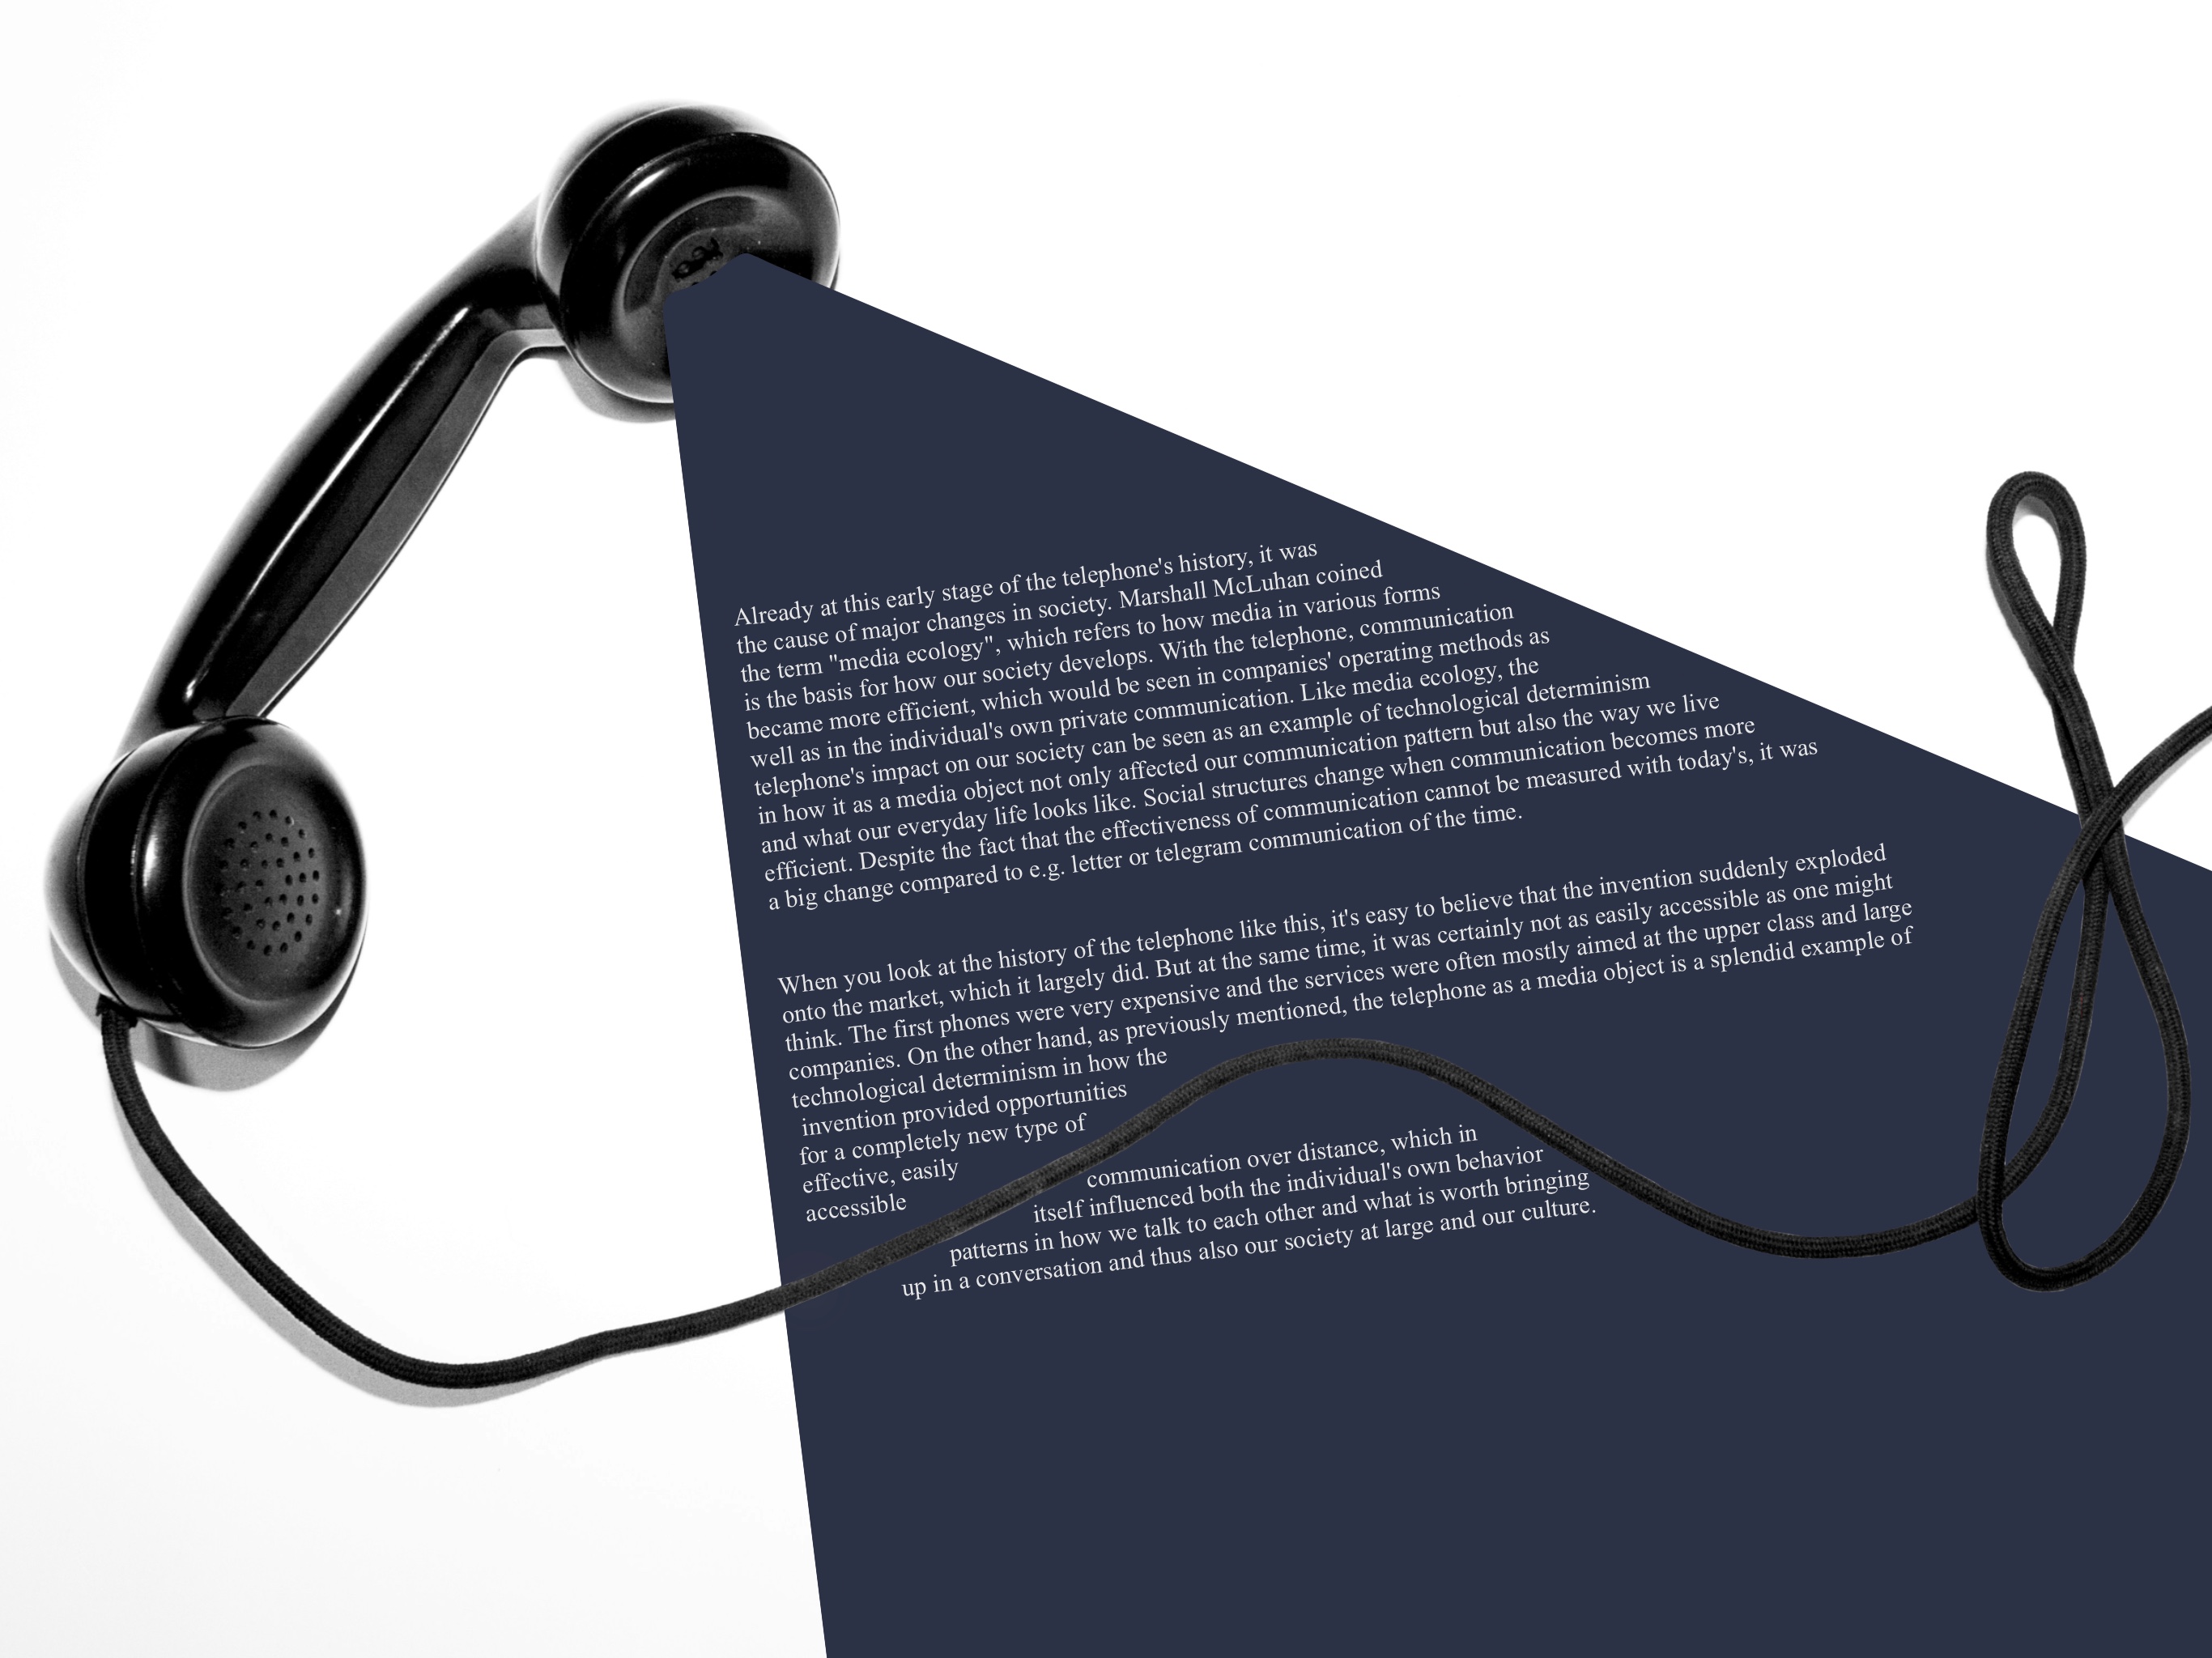 Already at this early stage of the telephone's history, it was
the cause of major changes in society. Marshall McLuhan coined
the term "media ecology", which refers to how media in various forms
is the basis for how our society develops. With the telephone, communication
became more efficient, which would be seen in companies' operating methods as
well as in the individual's own private communication. Like media ecology, the
telephone's impact on our society can be seen as an example of technological determinism
in how it as a media object not only affected our communication pattern but also the way we live
and what our everyday life looks like. Social structures change when communication becomes more
efficient. Despite the fact that the effectiveness of communication cannot be measured with today's, it was
a big change compared to e.g. letter or telegram communication of the time.
When you look at the history of the telephone like this, it's easy to believe that the invention suddenly exploded
onto the market, which it largely did. But at the same time, it was certainly not as easily accessible as one might
think. The first phones were very expensive and the services were often mostly aimed at the upper class and large
companies. On the other hand, as previously mentioned, the telephone as a media object is a splendid example of
technological determinism in how the
invention provided opportunities
for a completely new type of
effective, easily
accessible
communication over distance, which in
itself influenced both the individual's own behavior
patterns in how we talk to each other and what is worth bringing
up in a conversation and thus also our society at large and our culture.